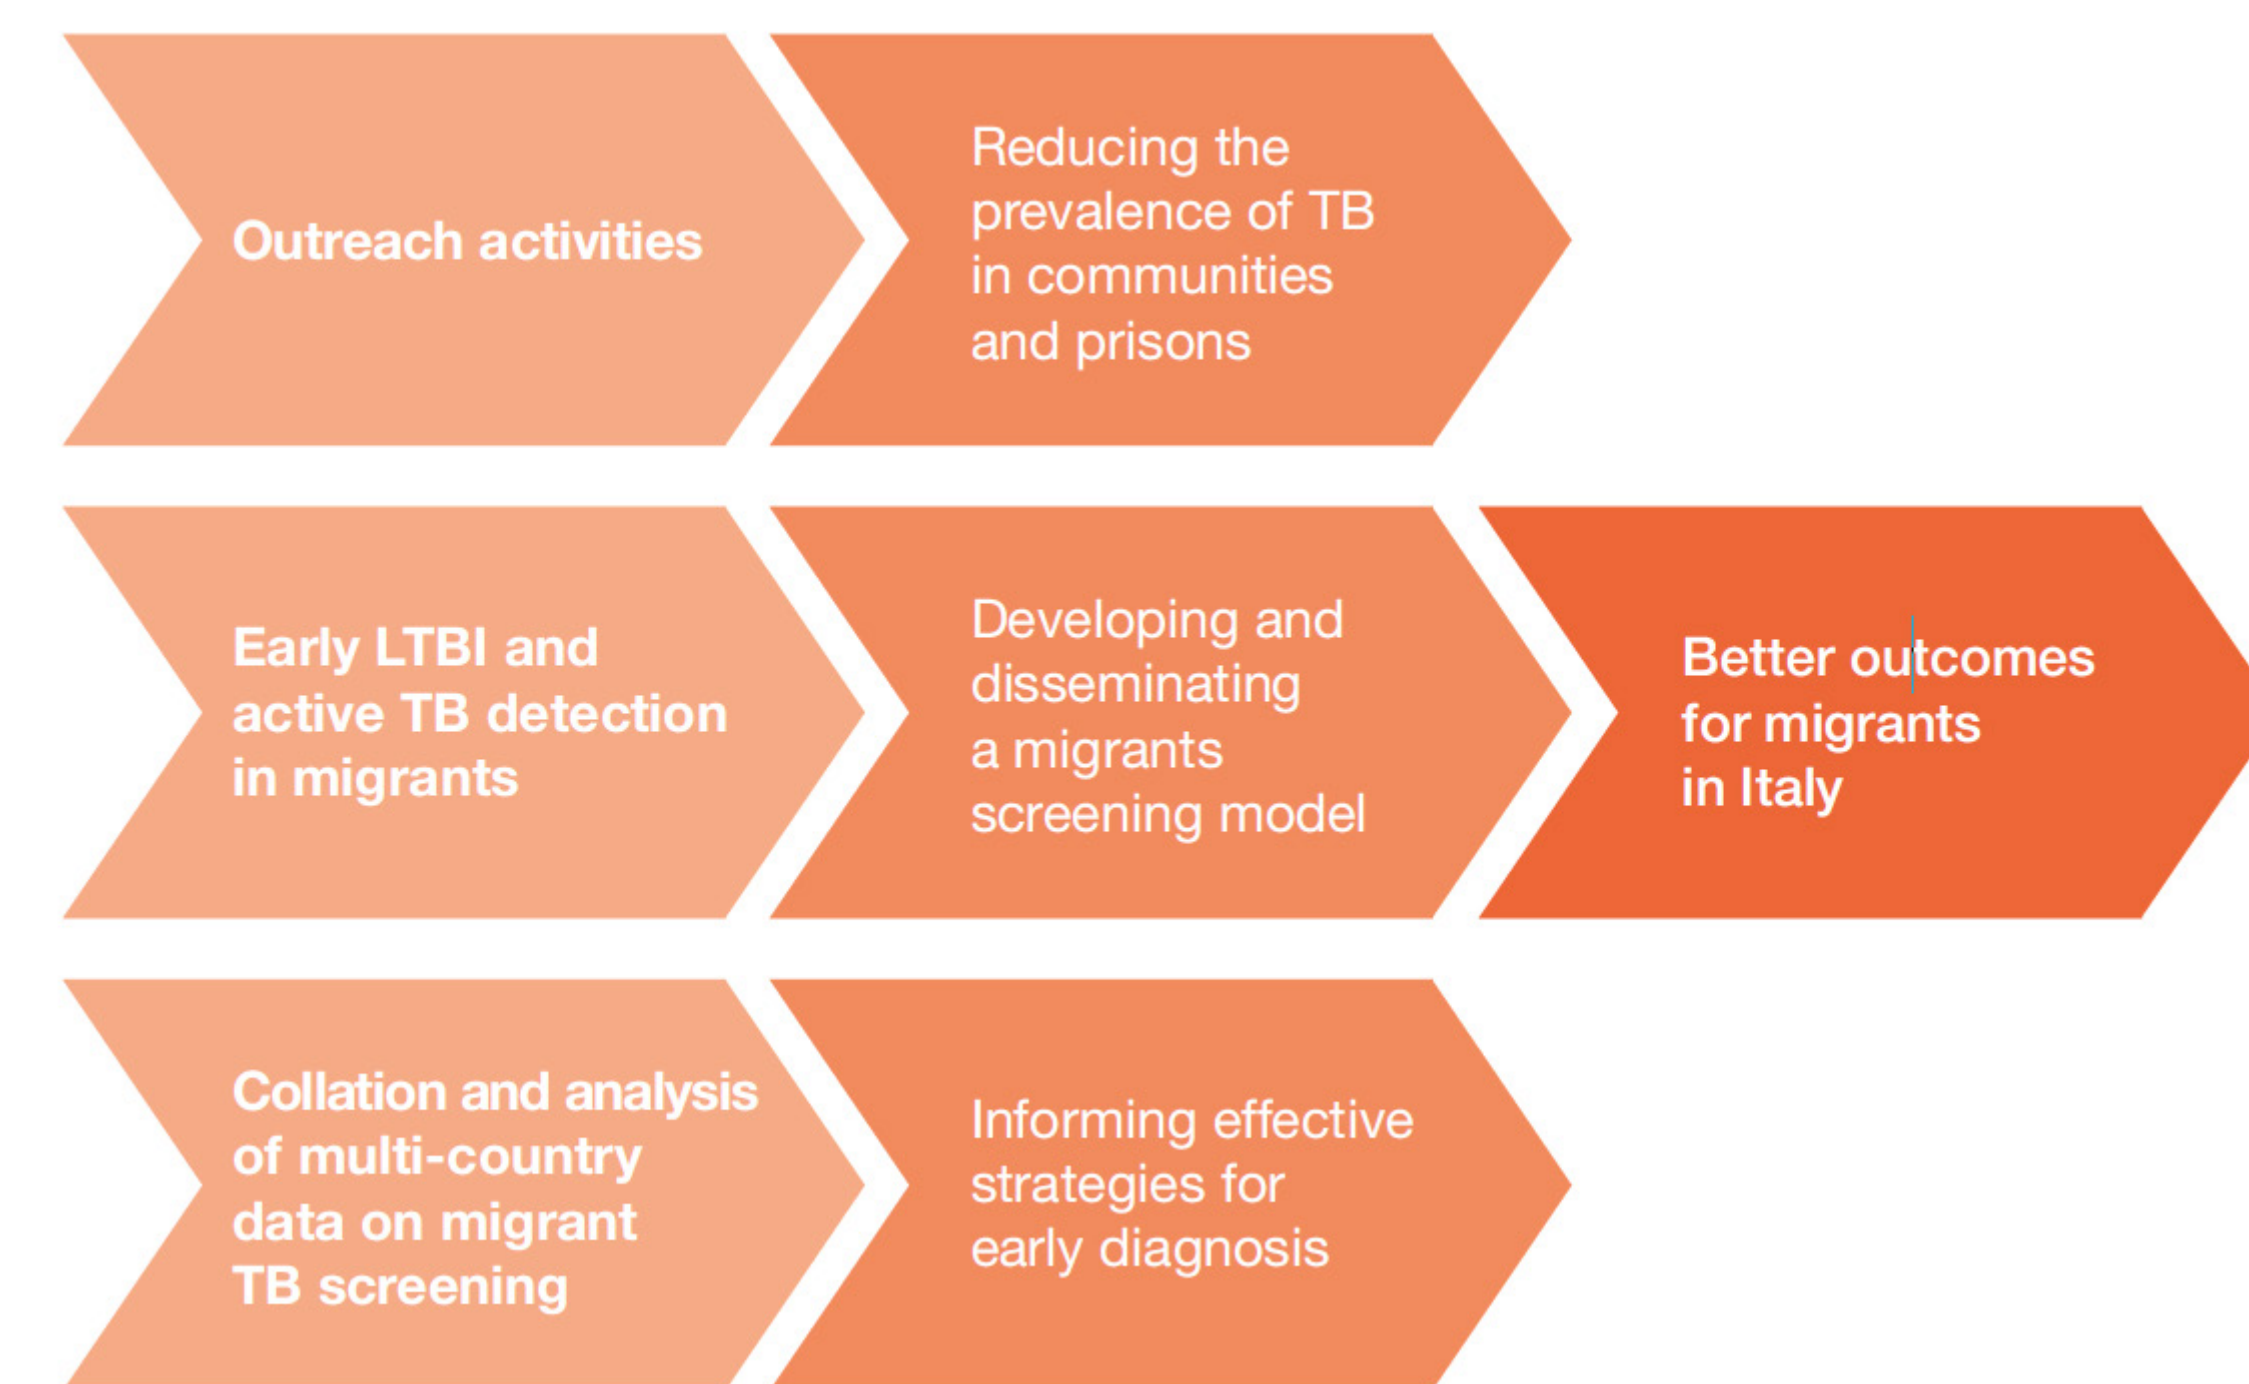 Outreach activities
Reducing the
prevalence of TB
in communities
and prisons
Early LTBI and
active TB detection
in migrants
Developing and
disseminating
a migrants
screening model
Better outcomes
for migrants
in Italy
Collation and analysis
of multi-country
data on migrant
TB screening
Informing effective
strategies for
early diagnosis